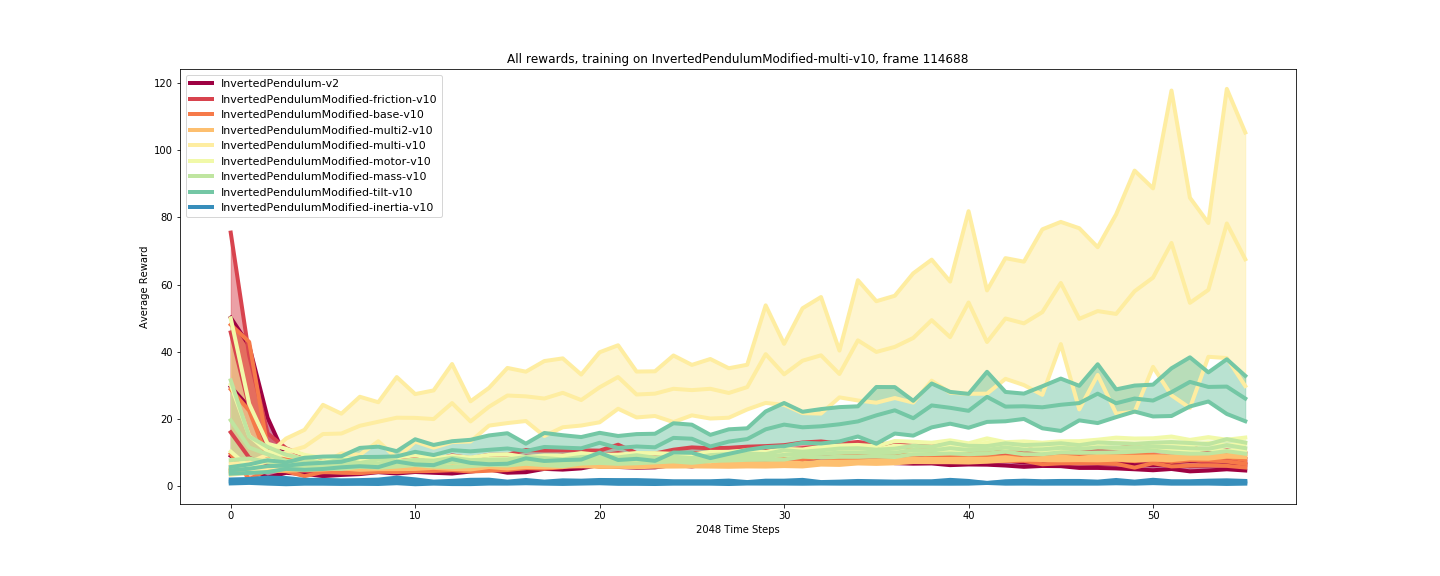 All rewards, training on InvertedPendulumModified-multi-v10, frame 114688
InvertedPendulum-v2
InvertedPendulumModified-friction-v10
InvertedPendulumModified-base-v10
InvertedPendulumModified-multi2-v10
InvertedPendulumModified-multi-v10
InvertedPendulumModified-motor-v10
InvertedPendulumModified-mass-v10
InvertedPendulumModified-tilt-v10
InvertedPendulumModified-inertia-v10
Average Reward
120
100
80
60
40
20
0
0 10 20 30 40 50
2048 Time Steps